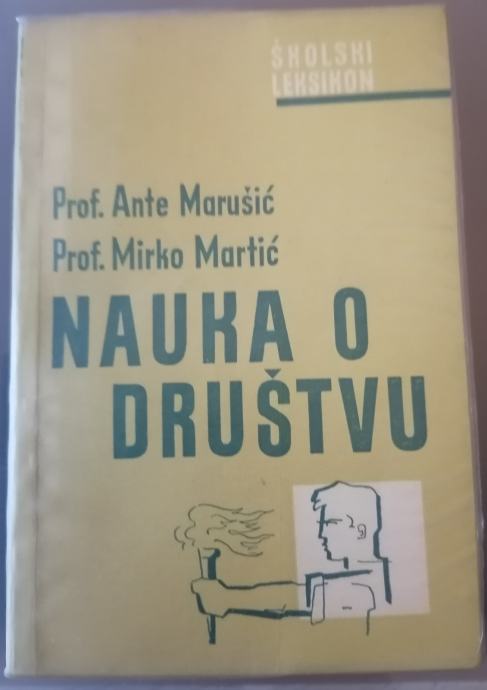 ŠKOLSKI
LEKSIKON
Prof. Ante Marušić
Prof. Mirko Martić
NAUKA O
DRUŠTVU